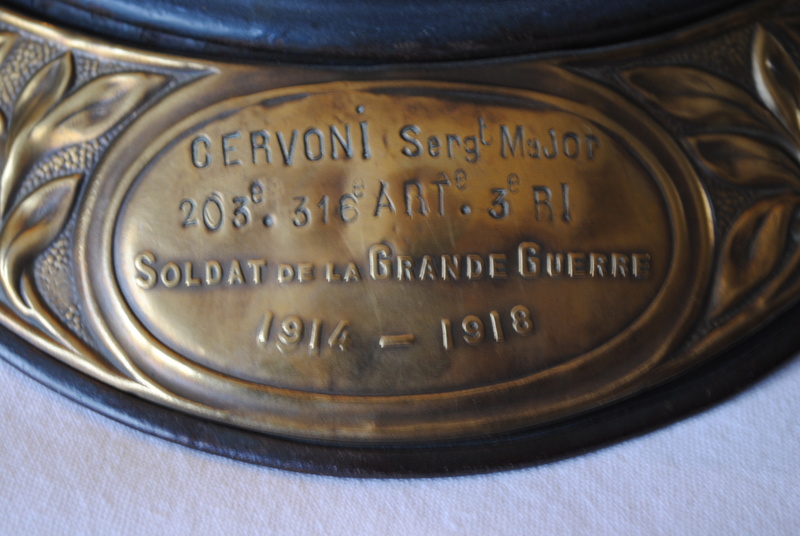 CERVONI Sergt MaJor
203e. 316e ARTie. 3e RI
SOLDAT DE LA GRANDE GUERRE
1914 – 1918